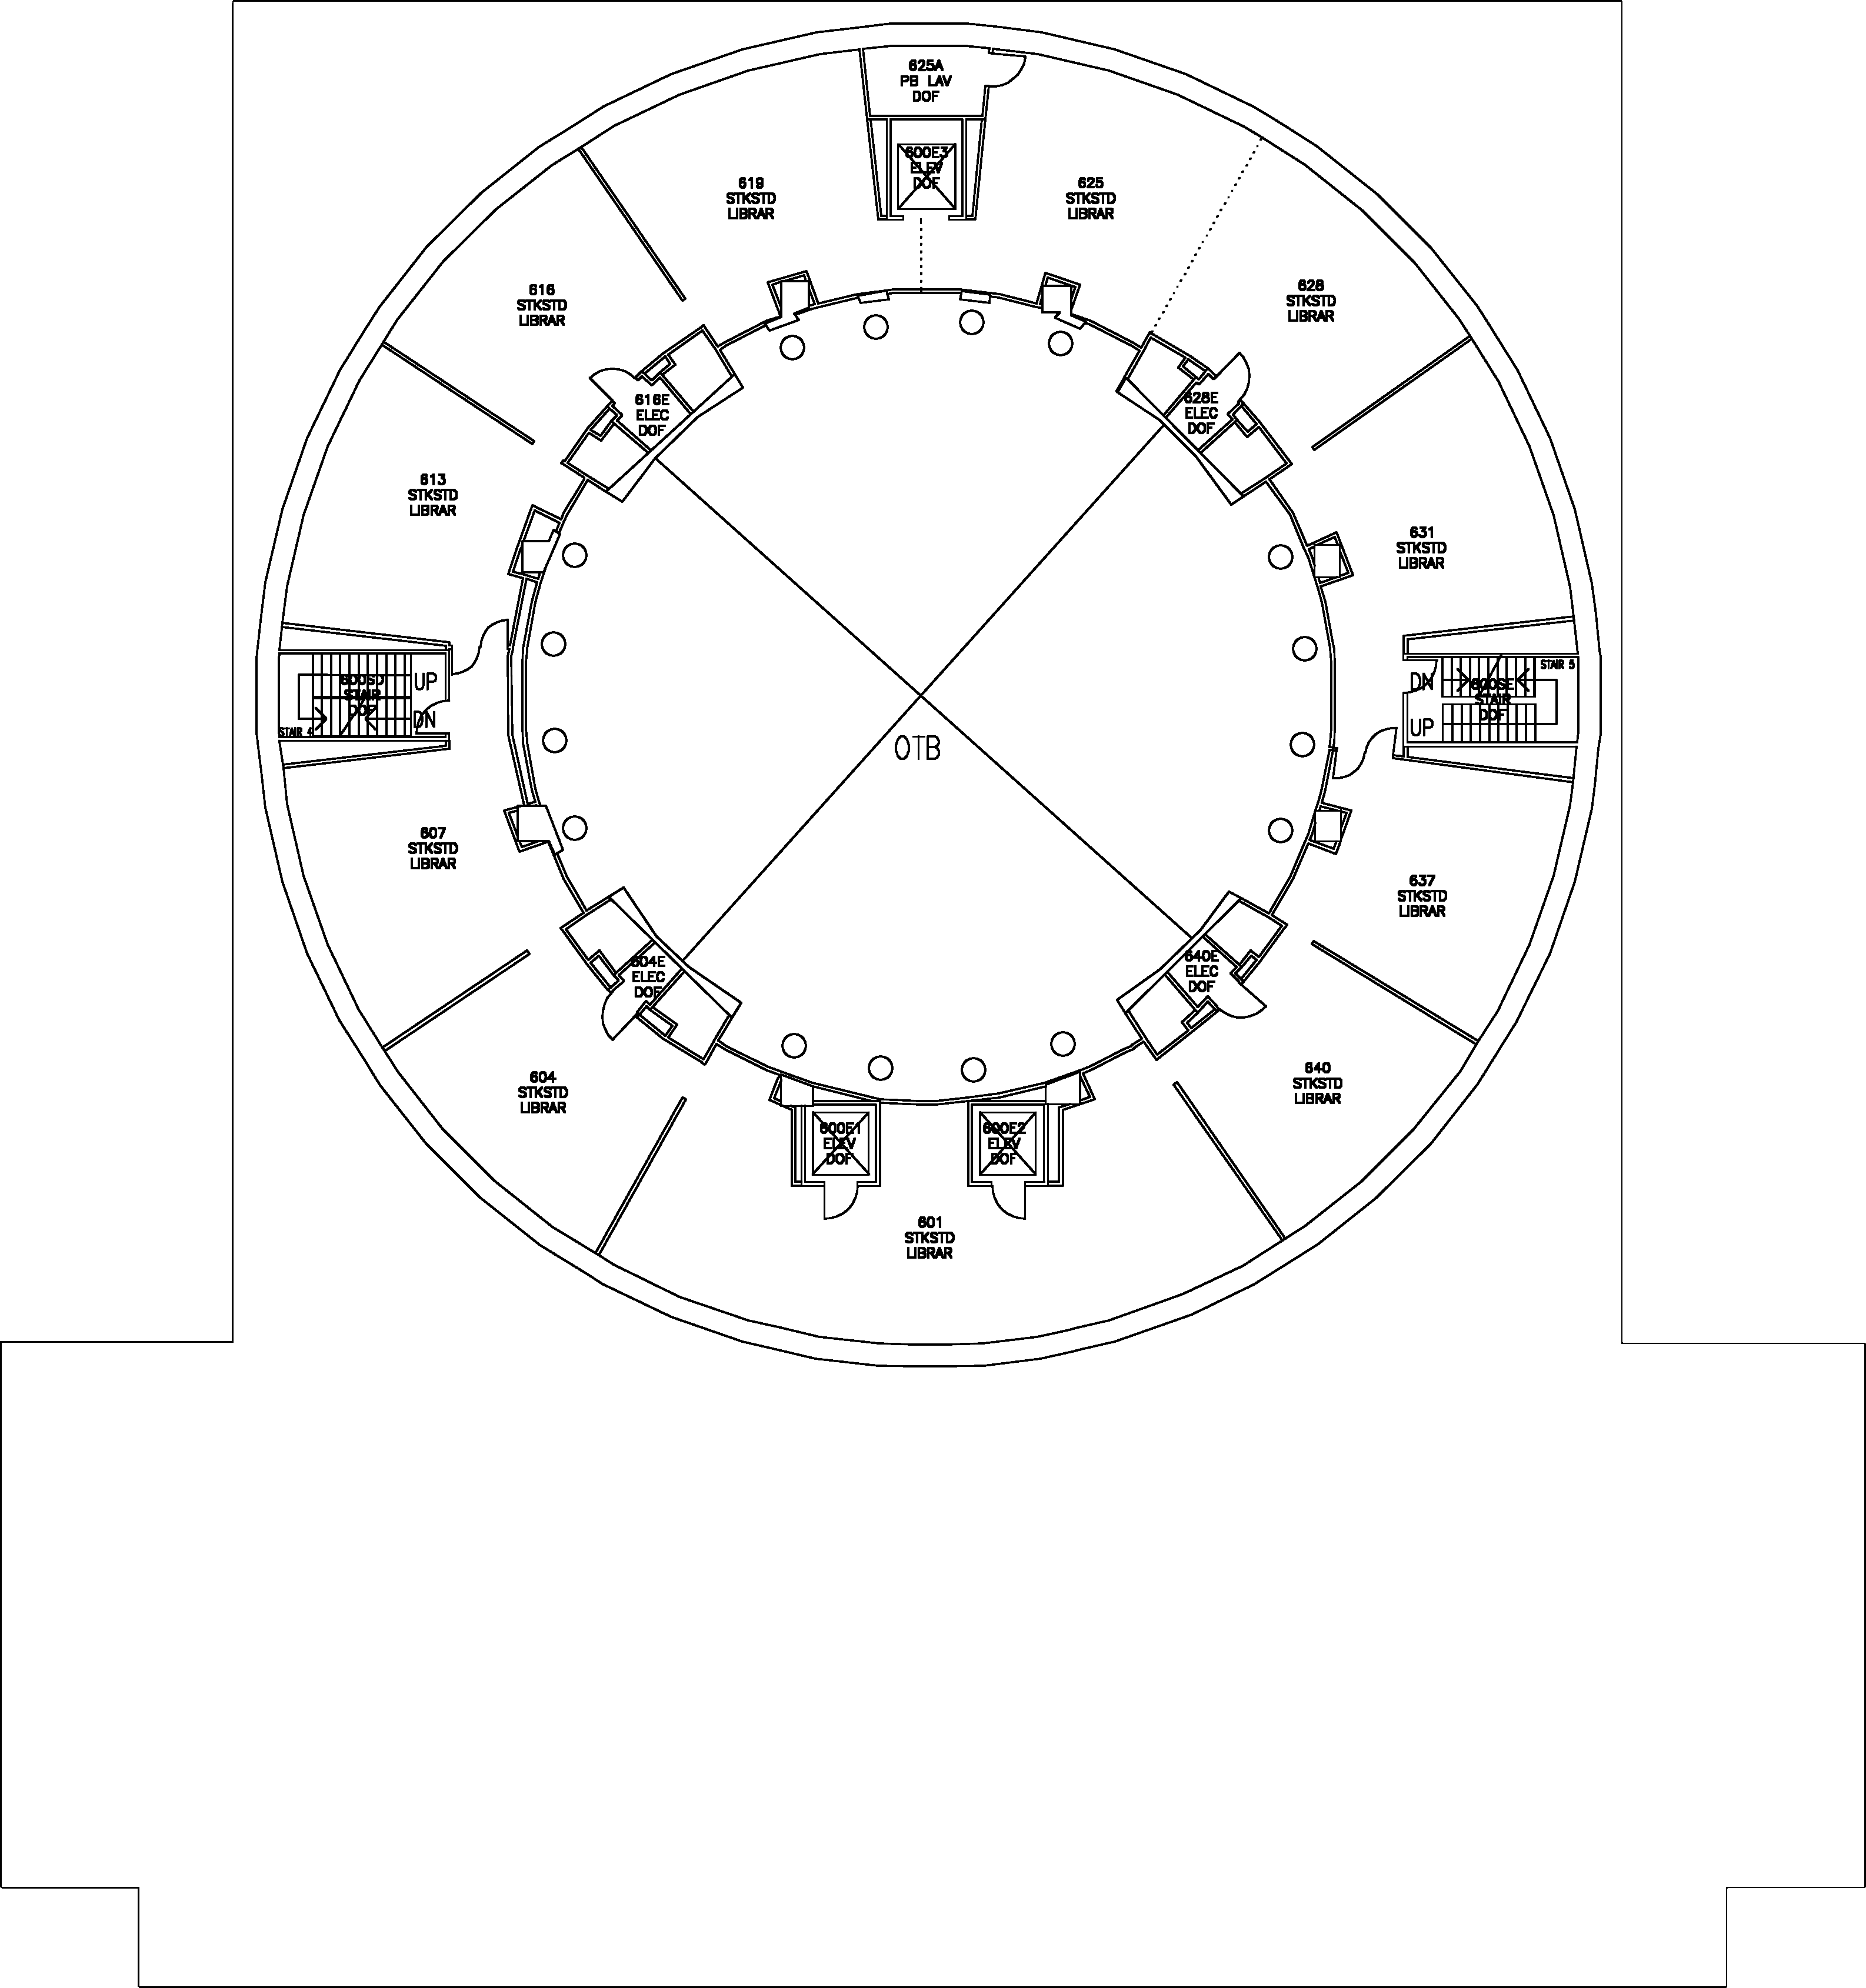 625A
PB LAV
DOF
600E3
ELEV
DOF
619
STKSTD
LIBRAR
625
STKSTD
LIBRAR
616
STKSTD
LIBRAR
628
STKSTD
LIBRAR
616E
ELEC
DOF
628E
ELEC
DOF
613
STKSTD
LIBRAR
631
STKSTD
LIBRAR
600SD
STAIR
DOF
UP
DN
STAIR 4
STAIR 5
DN
600SE
STAIR
DOF
UP
OTB
607
STKSTD
LIBRAR
637
STKSTD
LIBRAR
604E
ELEC
DOF
640E
ELEC
DOF
604
STKSTD
LIBRAR
640
STKSTD
LIBRAR
600E1
ELEV
DOF
600E2
ELEV
DOF
601
STKSTD
LIBRAR